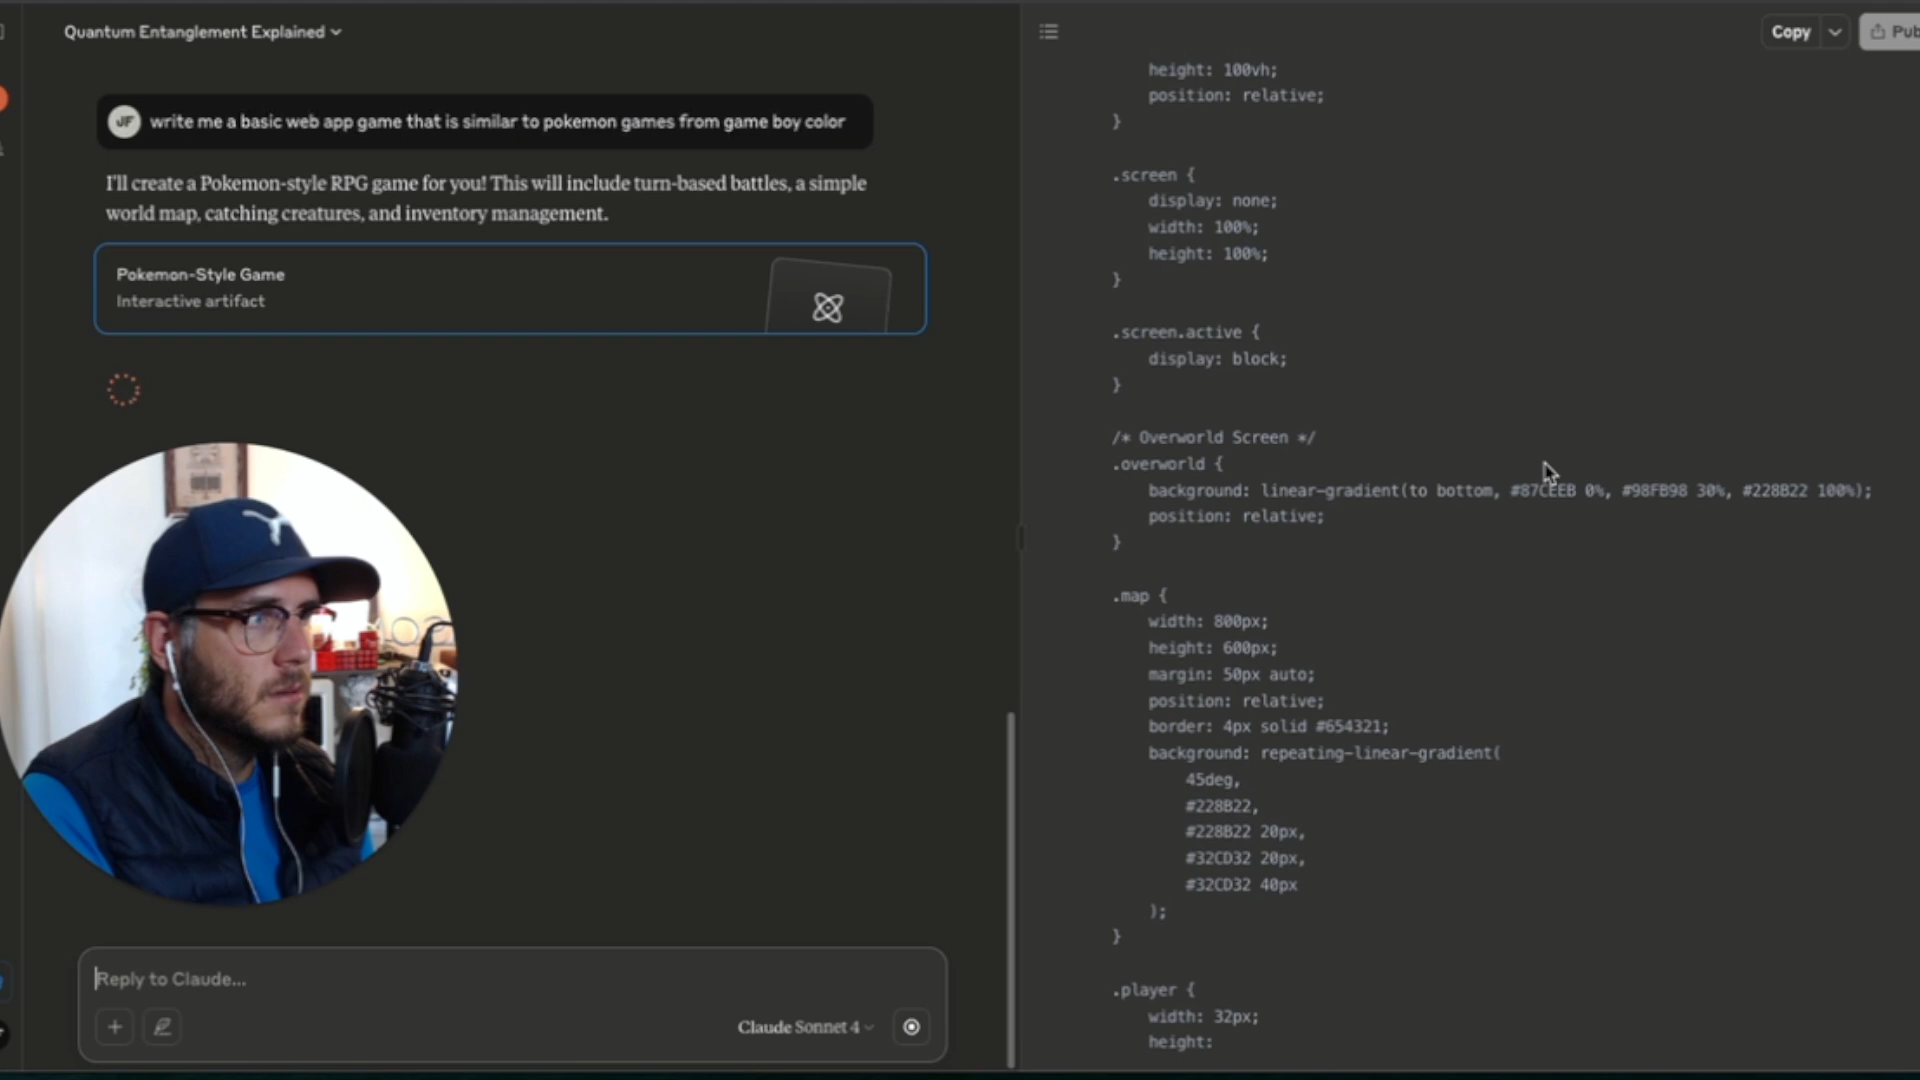 Quantum Entanglement Explained
JF
write me a basic web app game that is similar to pokemon games from game boy color
I'll create a Pokemon-style RPG game for you! This will include turn-based battles, a simple
world map, catching creatures, and inventory management.
Pokemon-Style Game
Interactive artifact
Reply to Claude...
Claude Sonnet 4
Copy
Pub
height: 100vh;
position: relative;
}
.screen {
display: none;
width: 100%;
height: 100%;
}
.screen.active {
display: block;
}
/* Overworld Screen */
.overworld {
background: linear-gradient(to bottom, #87CEEB 0%, #98FB98 30%, #228B22 100%);
position: relative;
}
.map {
width: 800px;
height: 600px;
margin: 50px auto;
position: relative;
border: 4px solid #654321;
background: repeating-linear-gradient(
45deg,
#228B22,
#228B22 20px,
#32CD32 20px,
#32CD32 40px
);
}
.player {
width: 32px;
height: